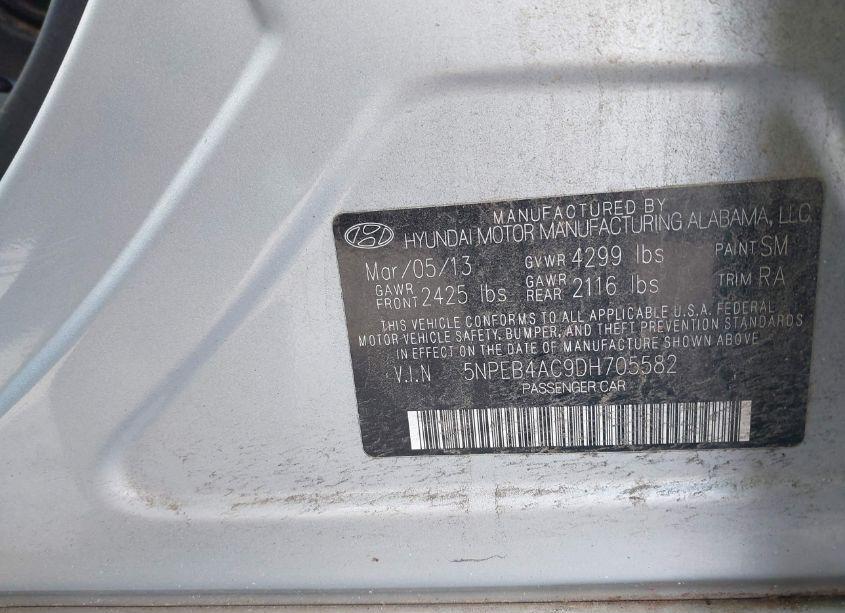 MANUFACTURED BY
HYUNDAI MOTOR MANUFACTURING ALABAMA, LLC.
Mar/05/13 GVWR 4299 lbs PAINT SM
GAWR FRONT 2425 lbs GAWR REAR 2116 lbs TRIM RA
THIS VEHICLE CONFORMS TO ALL APPLICABLE U.S.A. FEDERAL
MOTOR VEHICLE SAFETY, BUMPER, AND THEFT PREVENTION STANDARDS
IN EFFECT ON THE DATE OF MANUFACTURE SHOWN ABOVE
V.I.N 5NPEB4AC9DH705582
PASSENGER CAR